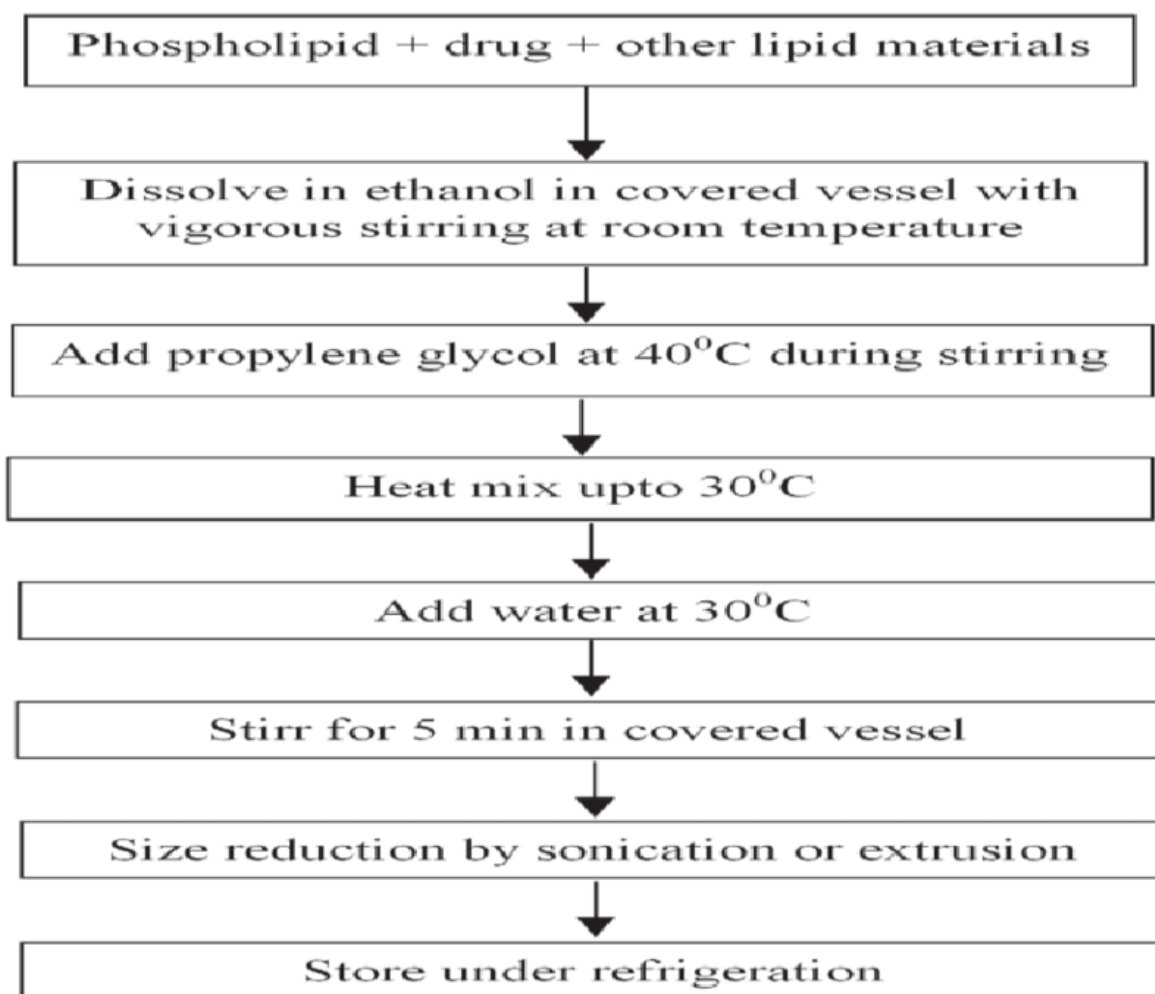 Phospholipid + drug + other lipid materials
Dissolve in ethanol in covered vessel with
vigorous stirring at room temperature
Add propylene glycol at 40⁰C during stirring
Heat mix upto 30⁰C
Add water at 30⁰C
Stirr for 5 min in covered vessel
Size reduction by sonication or extrusion
Store under refrigeration